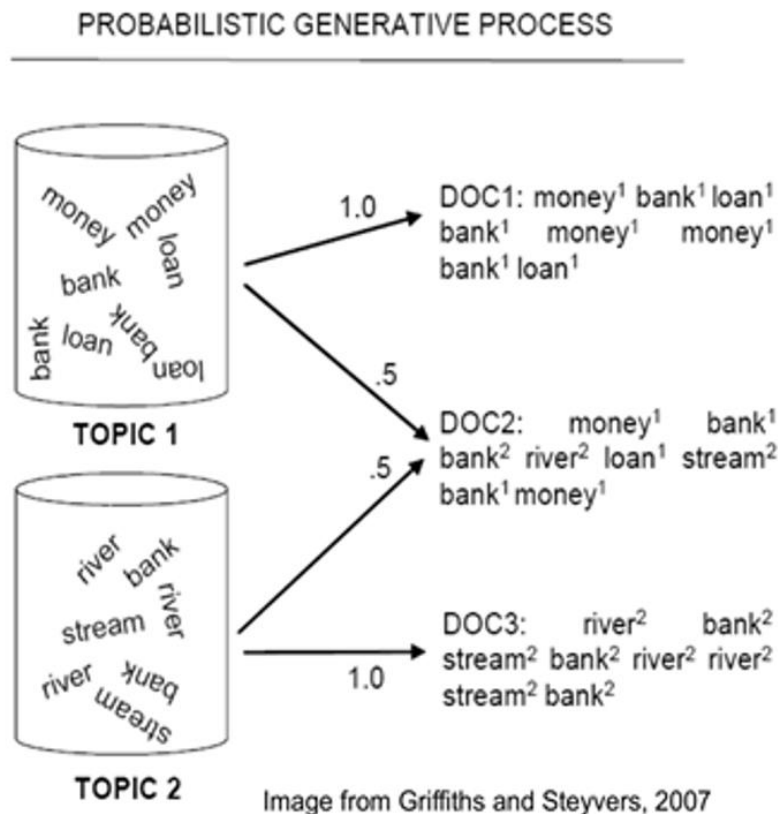 PROBABILISTIC GENERATIVE PROCESS
money
money
loan
bank
bank
loan
bank
loan
TOPIC 1
river
bank
river
stream
river
bank
stream
TOPIC 2
1.0
.5
.5
1.0
DOC1: money¹ bank¹ loan¹
bank¹ money¹ money¹
bank¹ loan¹
DOC2: money¹ bank¹
bank² river² loan¹ stream²
bank¹ money¹
DOC3: river² bank²
stream² bank² river² river²
stream² bank²
Image from Griffiths and Steyvers, 2007